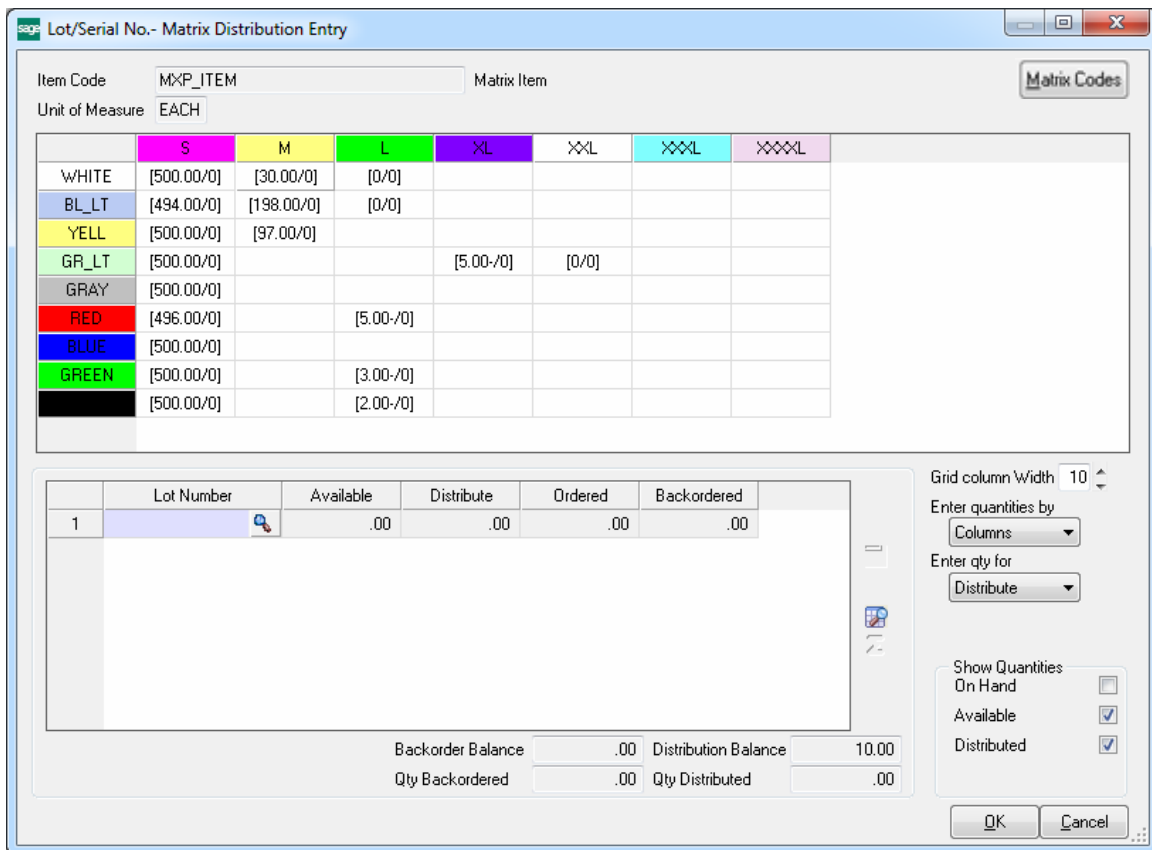 sage Lot/Serial No.- Matrix Distribution Entry
Item Code MXP_ITEM Matrix Item Matrix Codes
Unit of Measure EACH
S M L XL XXL XXXL XXXXL
WHITE [500.00/0] [30.00/0] [0/0]
BL_LT [494.00/0] [198.00/0] [0/0]
YELL [500.00/0] [97.00/0]
GR_LT [500.00/0] [5.00-/0] [0/0]
GRAY [500.00/0]
RED [496.00/0] [5.00-/0]
BLUE [500.00/0]
GREEN [500.00/0] [3.00-/0]
[500.00/0] [2.00-/0]
Lot Number Available Distribute Ordered Backordered
1 .00 .00 .00 .00
Grid column Width 10
Enter quantities by
Columns
Enter qty for
Distribute
Show Quantities
On Hand
Available
Distributed
Backorder Balance .00 Distribution Balance 10.00
Qty Backordered .00 Qty Distributed .00
OK Cancel